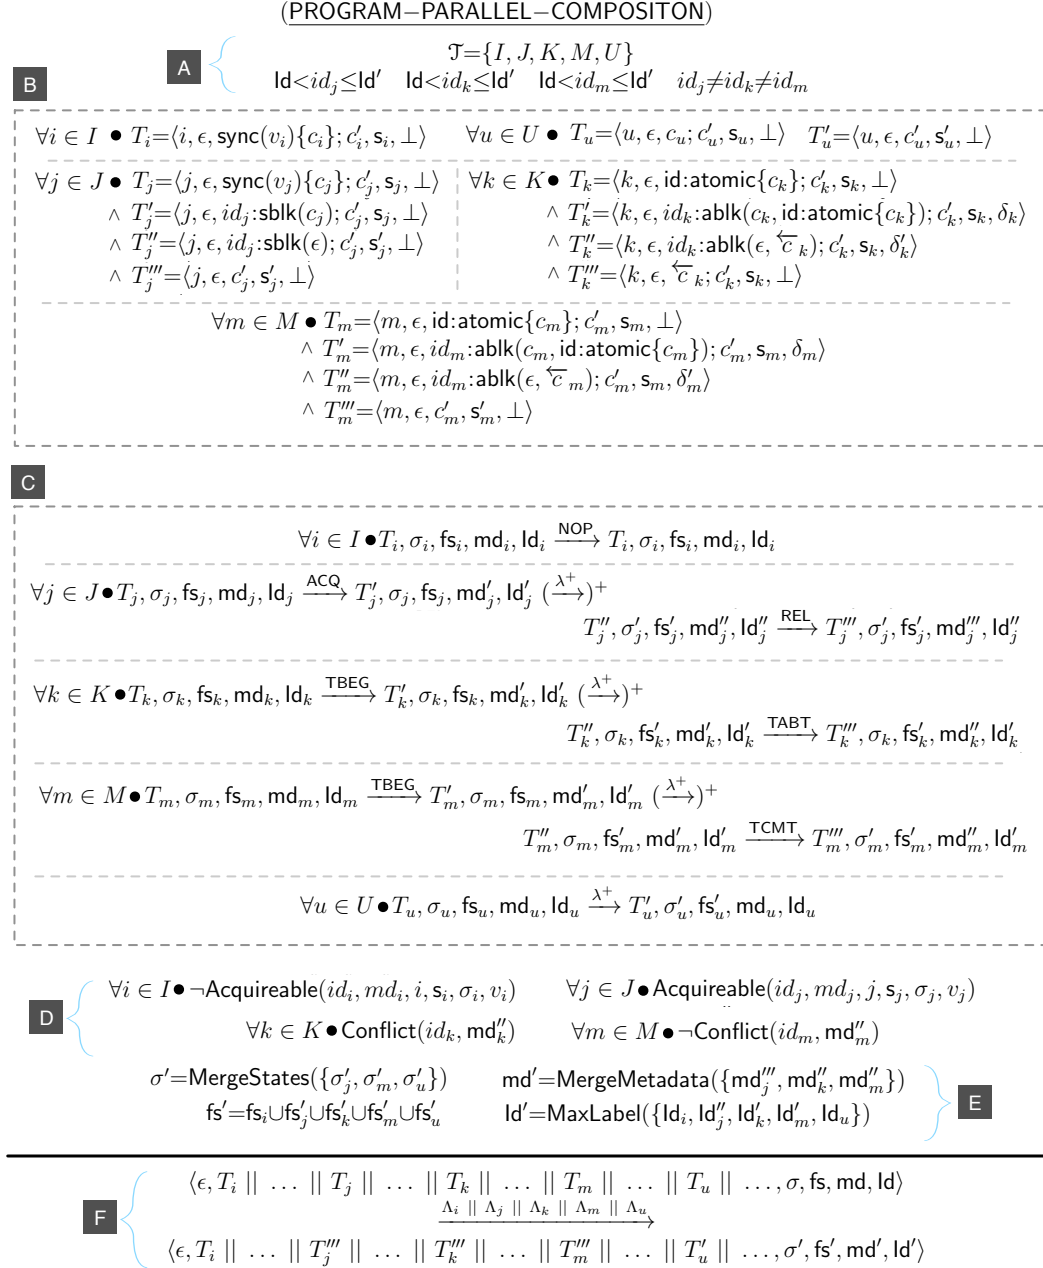 (PROGRAM−PARALLEL−COMPOSITON)
A
𝒯={I, J, K, M, U}
ld<id_j≤ld′ ld<id_k≤ld′ ld<id_m≤ld′ id_j≠id_k≠id_m
B
∀i ∈ I • T_i=⟨i, ϵ, sync(v_i){c_i}; c′_i, s_i, ⊥⟩ ∀u ∈ U • T_u=⟨u, ϵ, c_u; c′_u, s_u, ⊥⟩ T′_u=⟨u, ϵ, c′_u, s′_u, ⊥⟩
∀j ∈ J • T_j=⟨j, ϵ, sync(v_j){c_j}; c′_j, s_j, ⊥⟩
∧ T′_j=⟨j, ϵ, id_j:sblk(c_j); c′_j, s_j, ⊥⟩
∧ T″_j=⟨j, ϵ, id_j:sblk(ϵ); c′_j, s′_j, ⊥⟩
∧ T‴_j=⟨j, ϵ, c′_j, s′_j, ⊥⟩
∀k ∈ K• T_k=⟨k, ϵ, id:atomic{c_k}; c′_k, s_k, ⊥⟩
∧ T′_k=⟨k, ϵ, id_k:ablk(c_k, id:atomic{c_k}); c′_k, s_k, δ_k⟩
∧ T″_k=⟨k, ϵ, id_k:ablk(ϵ, ←c_k); c′_k, s_k, δ′_k⟩
∧ T‴_k=⟨k, ϵ, ←c_k; c′_k, s_k, ⊥⟩
∀m ∈ M • T_m=⟨m, ϵ, id:atomic{c_m}; c′_m, s_m, ⊥⟩
∧ T′_m=⟨m, ϵ, id_m:ablk(c_m, id:atomic{c_m}); c′_m, s_m, δ_m⟩
∧ T″_m=⟨m, ϵ, id_m:ablk(ϵ, ←c_m); c′_m, s_m, δ′_m⟩
∧ T‴_m=⟨m, ϵ, c′_m, s′_m, ⊥⟩
C
∀i ∈ I •T_i, σ_i, fs_i, md_i, ld_i —NOP→ T_i, σ_i, fs_i, md_i, ld_i
∀j ∈ J •T_j, σ_j, fs_j, md_j, ld_j —ACQ→ T′_j, σ_j, fs_j, md′_j, ld′_j (—λ⁺→)⁺
T″_j, σ′_j, fs′_j, md″_j, ld″_j —REL→ T‴_j, σ′_j, fs′_j, md‴_j, ld″_j
∀k ∈ K •T_k, σ_k, fs_k, md_k, ld_k —TBEG→ T′_k, σ_k, fs_k, md′_k, ld′_k (—λ⁺→)⁺
T″_k, σ_k, fs′_k, md′_k, ld′_k —TABT→ T‴_k, σ_k, fs′_k, md″_k, ld′_k
∀m ∈ M •T_m, σ_m, fs_m, md_m, ld_m —TBEG→ T′_m, σ_m, fs_m, md′_m, ld′_m (—λ⁺→)⁺
T″_m, σ_m, fs′_m, md′_m, ld′_m —TCMT→ T‴_m, σ′_m, fs′_m, md″_m, ld′_m
∀u ∈ U •T_u, σ_u, fs_u, md_u, ld_u —λ⁺→ T′_u, σ′_u, fs′_u, md_u, ld_u
D
∀i ∈ I •¬Acquireable(id_i, md_i, i, s_i, σ_i, v_i) ∀j ∈ J •Acquireable(id_j, md_j, j, s_j, σ_j, v_j)
∀k ∈ K •Conflict(id_k, md″_k) ∀m ∈ M •¬Conflict(id_m, md″_m)
σ′=MergeStates({σ′_j, σ′_m, σ′_u}) md′=MergeMetadata({md‴_j, md″_k, md″_m})
fs′=fs_i∪fs′_j∪fs′_k∪fs′_m∪fs′_u ld′=MaxLabel({ld_i, ld″_j, ld′_k, ld′_m, ld_u})
E
F
⟨ϵ, T_i || … || T_j || … || T_k || … || T_m || … || T_u || …, σ, fs, md, ld⟩
—Λ_i || Λ_j || Λ_k || Λ_m || Λ_u→
⟨ϵ, T_i || … || T‴_j || … || T‴_k || … || T‴_m || … || T′_u || …, σ′, fs′, md′, ld′⟩